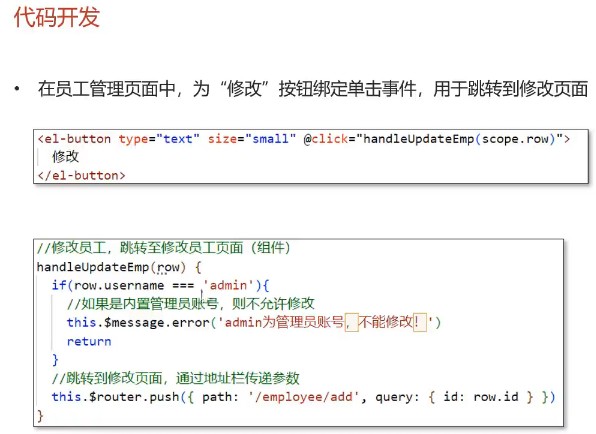 代码开发
• 在员工管理页面中，为“修改”按钮绑定单击事件，用于跳转到修改页面
<el-button type="text" size="small" @click="handleUpdateEmp(scope.row)">
修改
</el-button>
//修改员工，跳转至修改员工页面（组件）
handleUpdateEmp(row) {
if(row.username === 'admin'){
//如果是内置管理员账号，则不允许修改
this.$message.error('admin为管理员账号，不能修改！')
return
}
//跳转到修改页面，通过地址栏传递参数
this.$router.push({ path: '/employee/add', query: { id: row.id } })
}